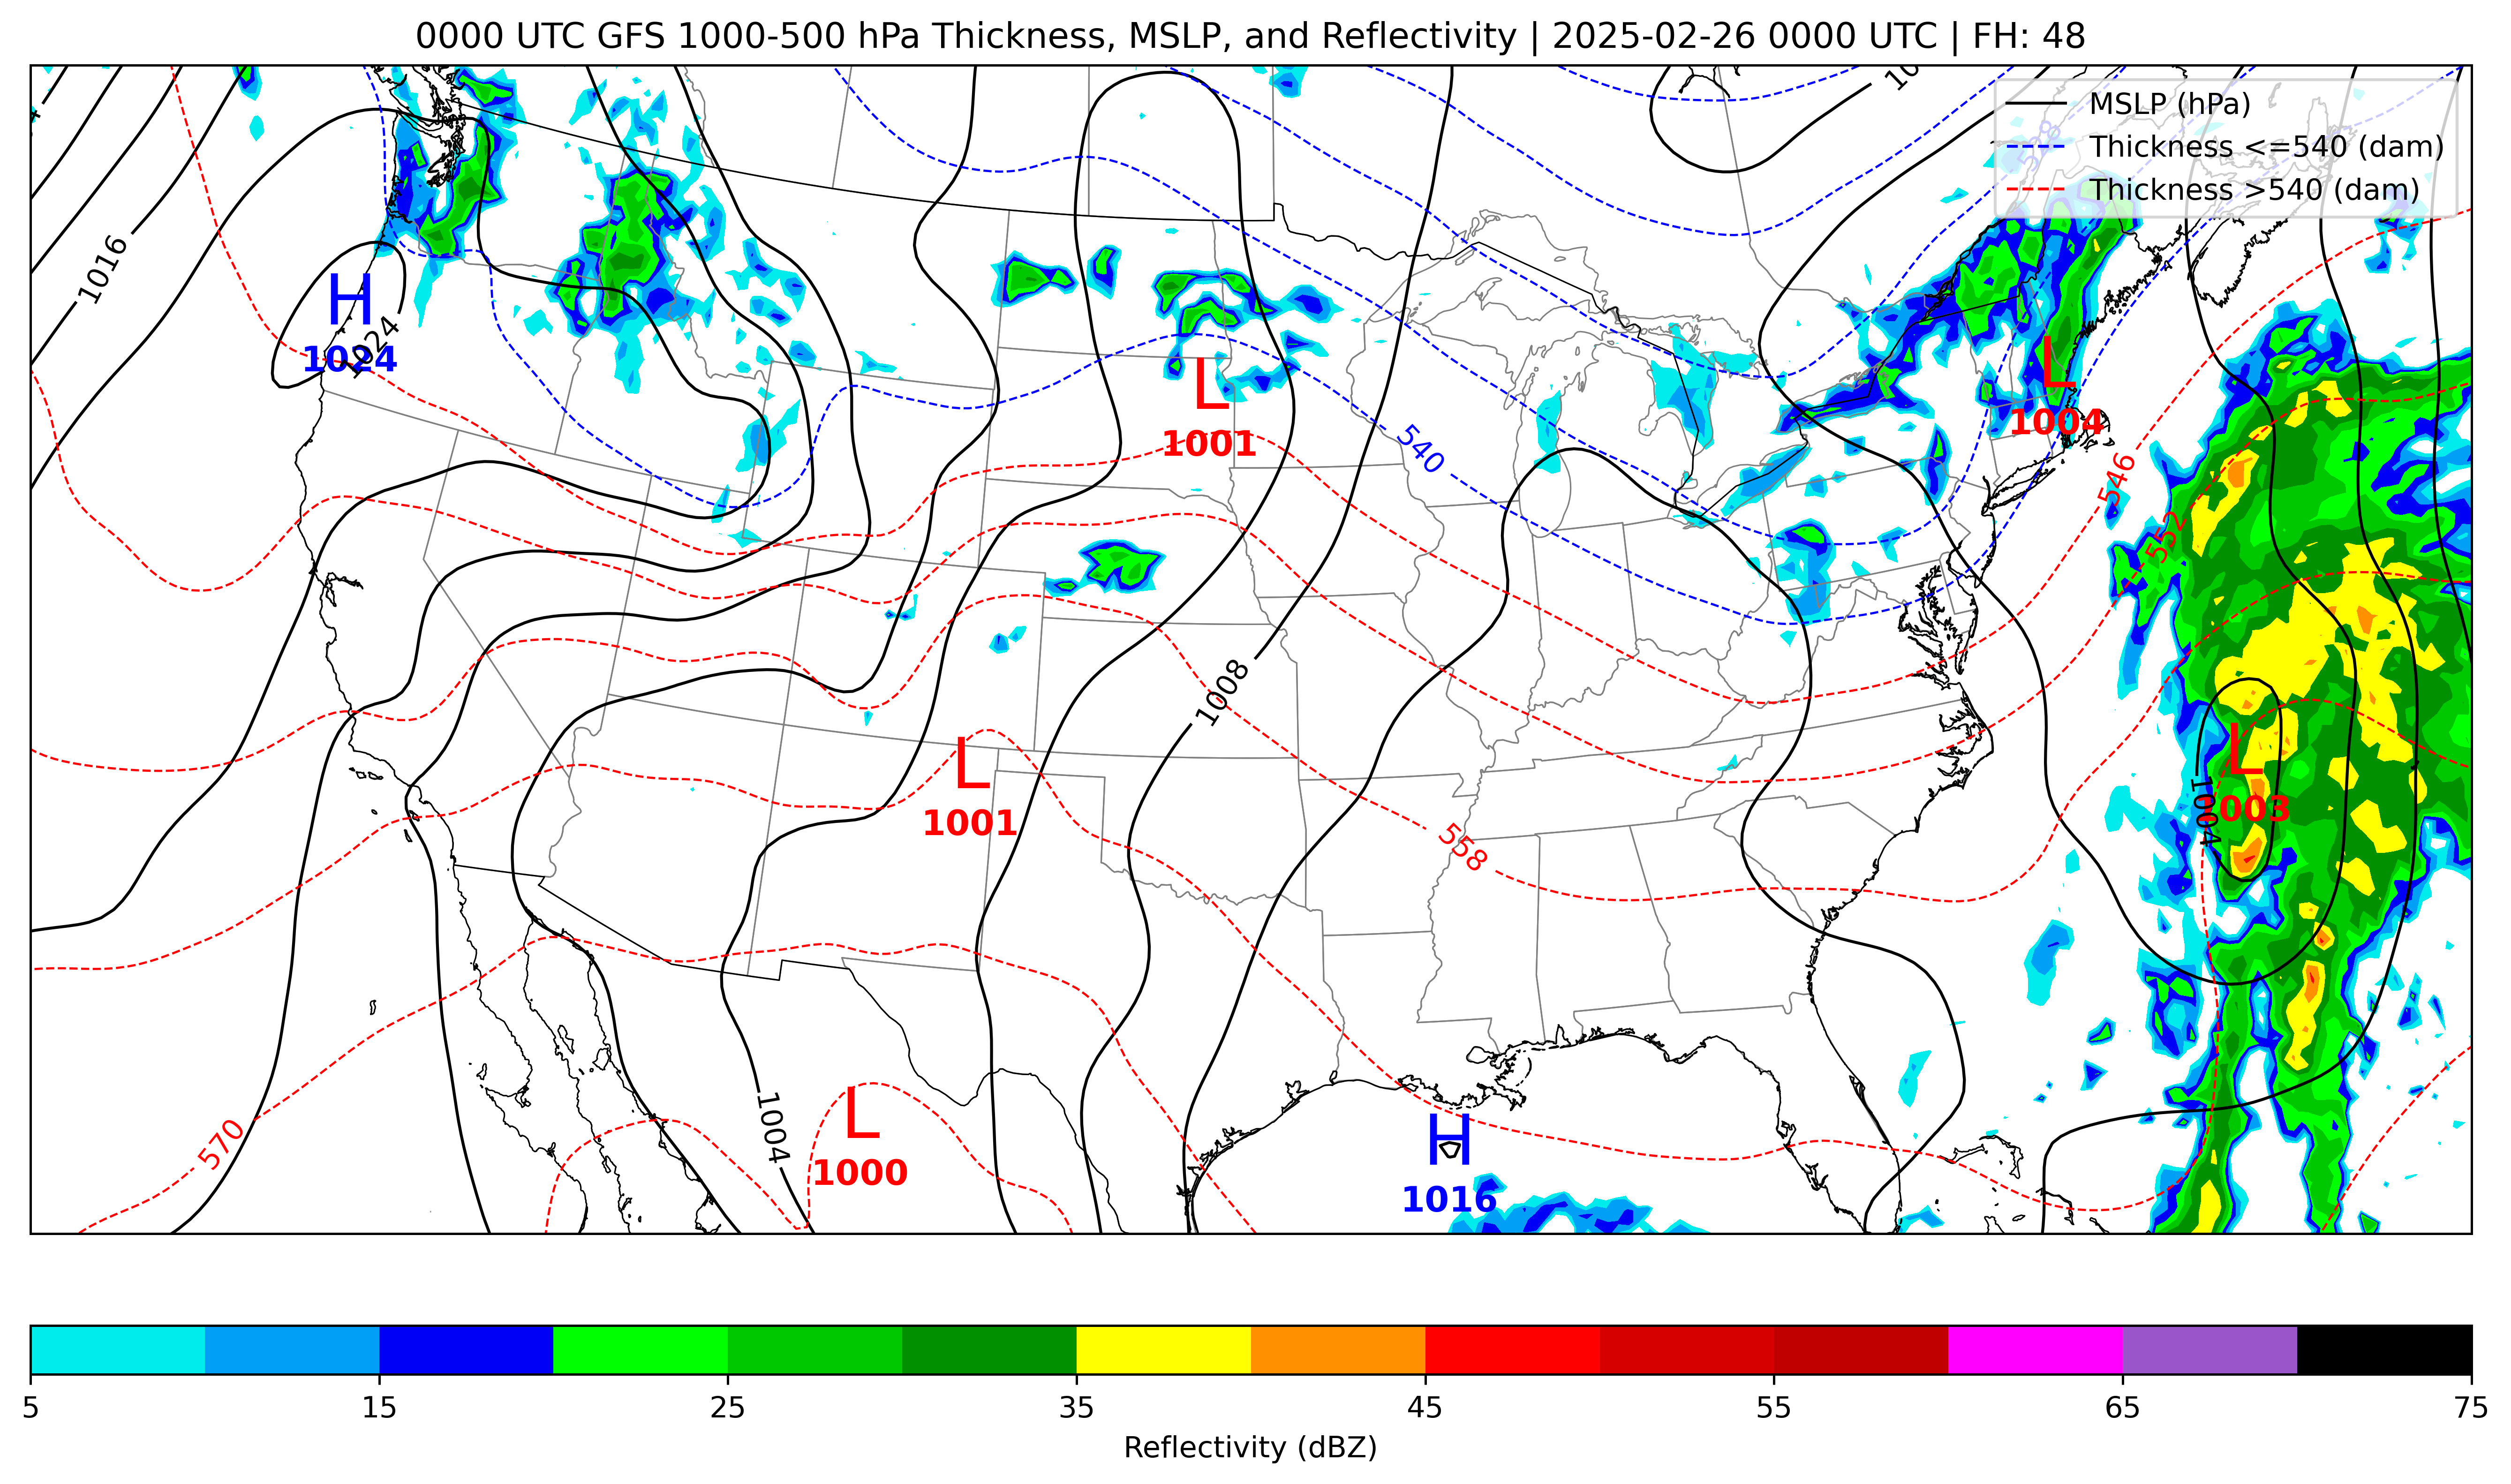 0000 UTC GFS 1000-500 hPa Thickness, MSLP, and Reflectivity | 2025-02-26 0000 UTC | FH: 48
MSLP (hPa)
Thickness <=540 (dam)
Thickness >540 (dam)
1016
H
1024
1024
L
1001
540
L
1004
546
552
1008
L
1001
L
1003
1004
558
570
1004
L
1000
H
1016
5 15 25 35 45 55 65 75
Reflectivity (dBZ)